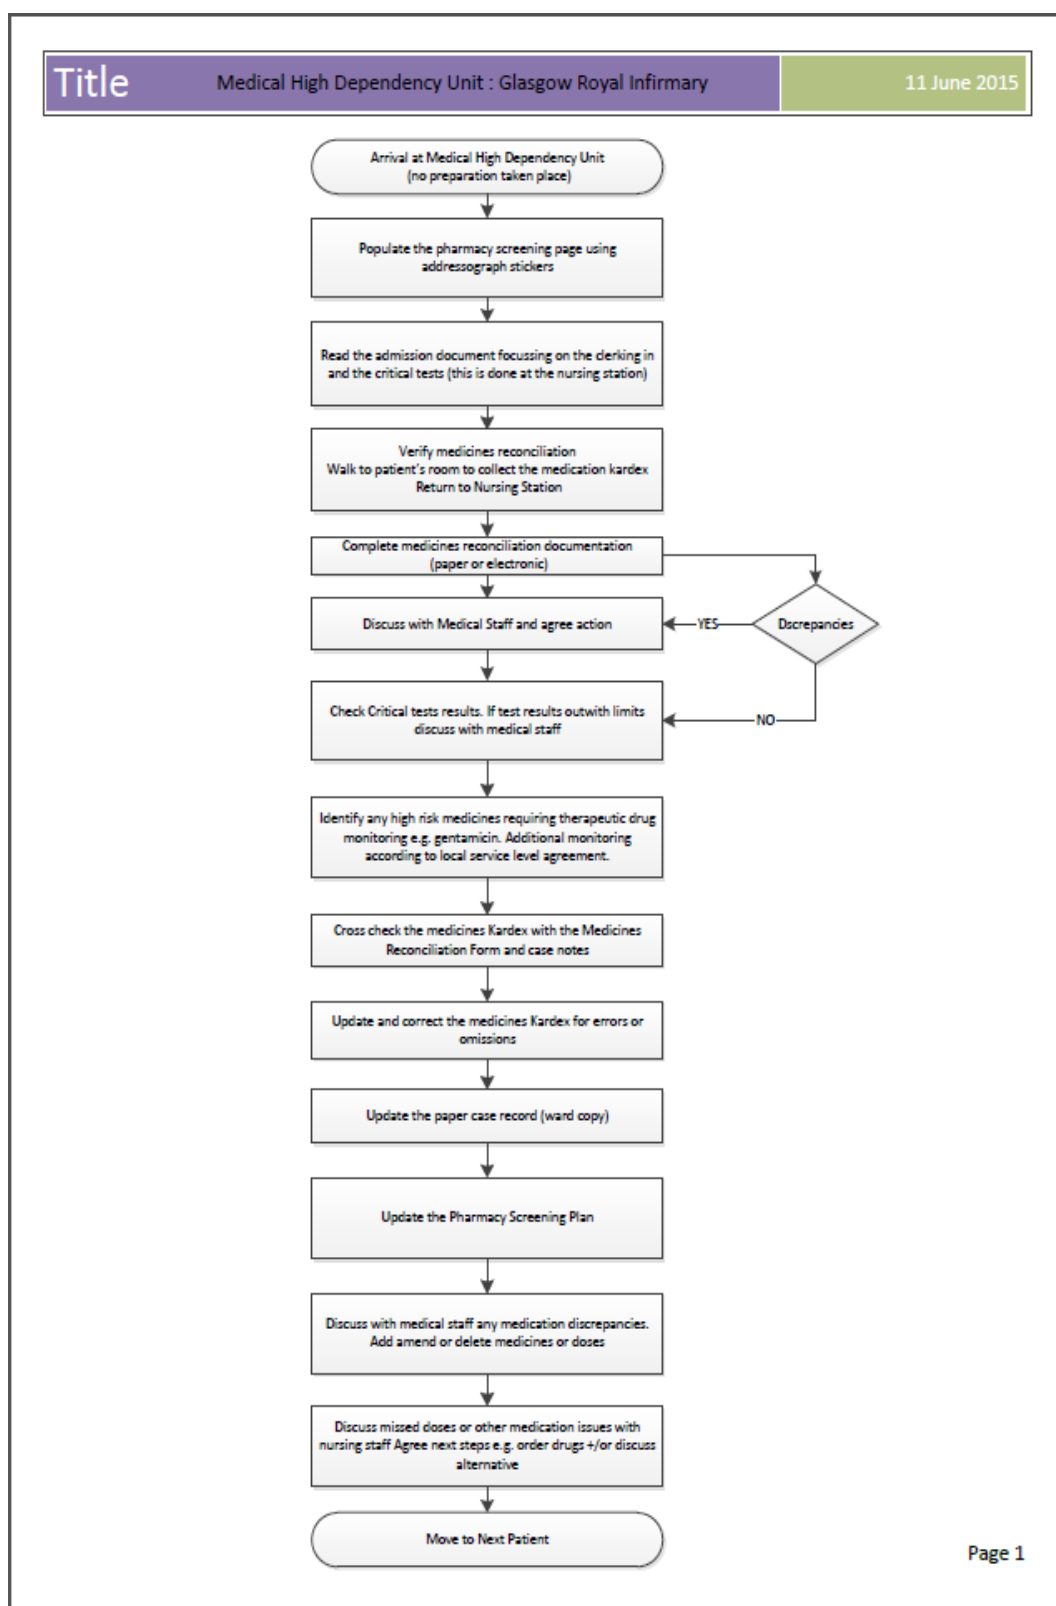 Title
Medical High Dependency Unit : Glasgow Royal Infirmary
11 June 2015
Arrival at Medical High Dependency Unit
(no preparation taken place)
Populate the pharmacy screening page using
addressograph stickers
Read the admission document focussing on the clerking in
and the critical tests (this is done at the nursing station)
Verify medicines reconciliation
Walk to patient's room to collect the medication kardex
Return to Nursing Station
Complete medicines reconciliation documentation
(paper or electronic)
Discuss with Medical Staff and agree action
YES
Dscrepancies
Check Critical tests results. If test results outwith limits
discuss with medical staff
NO
Identify any high risk medicines requiring therapeutic drug
monitoring e.g. gentamicin. Additional monitoring
according to local service level agreement.
Cross check the medicines Kardex with the Medicines
Reconciliation Form and case notes
Update and correct the medicines Kardex for errors or
omissions
Update the paper case record (ward copy)
Update the Pharmacy Screening Plan
Discuss with medical staff any medication discrepancies.
Add amend or delete medicines or doses
Discuss missed doses or other medication issues with
nursing staff Agree next steps e.g. order drugs +/or discuss
alternative
Move to Next Patient
Page 1